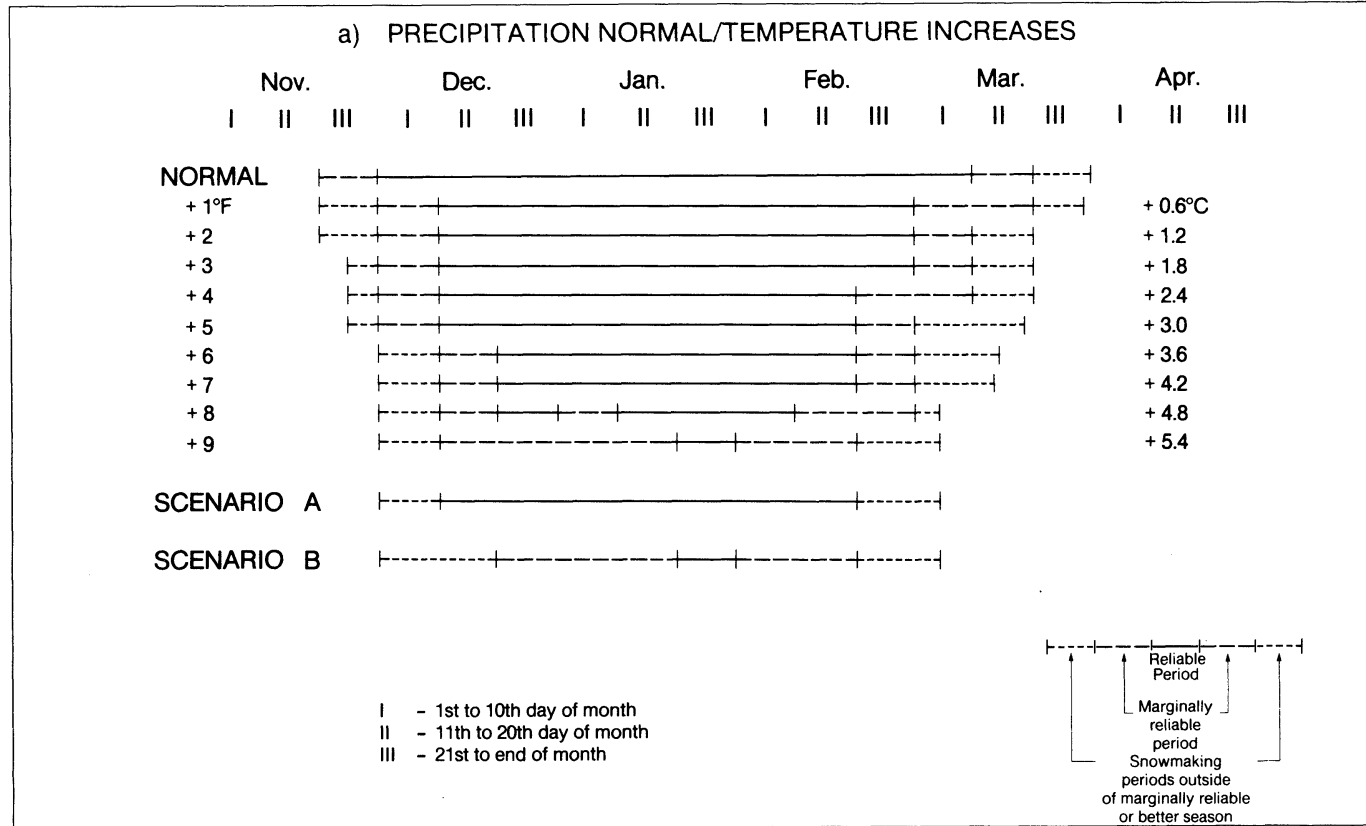 a) PRECIPITATION NORMAL/TEMPERATURE INCREASES
Nov. Dec. Jan. Feb. Mar. Apr.
I II III I II III I II III I II III I II III I II III
NORMAL
+ 1°F + 0.6°C
+ 2 + 1.2
+ 3 + 1.8
+ 4 + 2.4
+ 5 + 3.0
+ 6 + 3.6
+ 7 + 4.2
+ 8 + 4.8
+ 9 + 5.4
SCENARIO A
SCENARIO B
I – 1st to 10th day of month
II – 11th to 20th day of month
III – 21st to end of month
Reliable
Period
Marginally
reliable
period
Snowmaking
periods outside
of marginally reliable
or better season